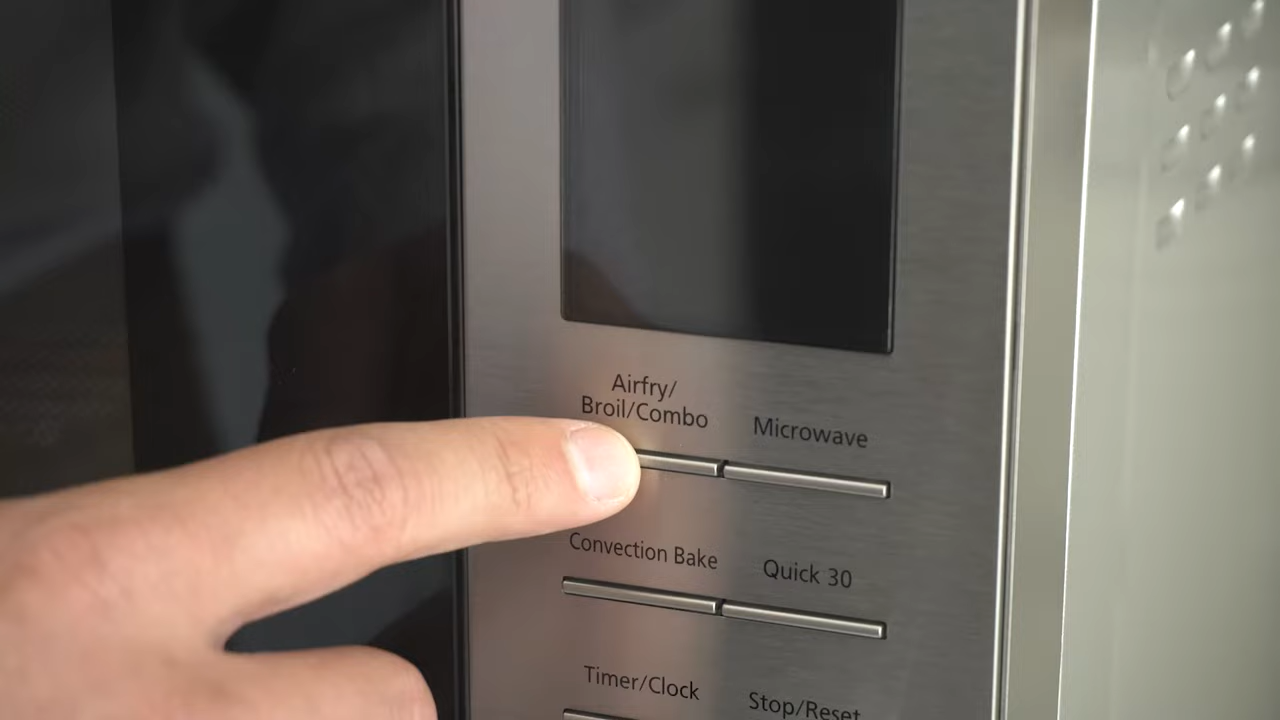 Airfry/
Broil/Combo
Microwave
Convection Bake
Quick 30
Timer/Clock
Stop/Reset